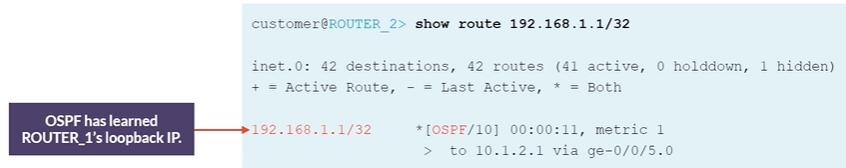 customer@ROUTER_2> show route 192.168.1.1/32
inet.0: 42 destinations, 42 routes (41 active, 0 holddown, 1 hidden)
+ = Active Route, - = Last Active, * = Both
OSPF has learned
ROUTER_1's loopback IP.
192.168.1.1/32     *[OSPF/10] 00:00:11, metric 1
> to 10.1.2.1 via ge-0/0/5.0